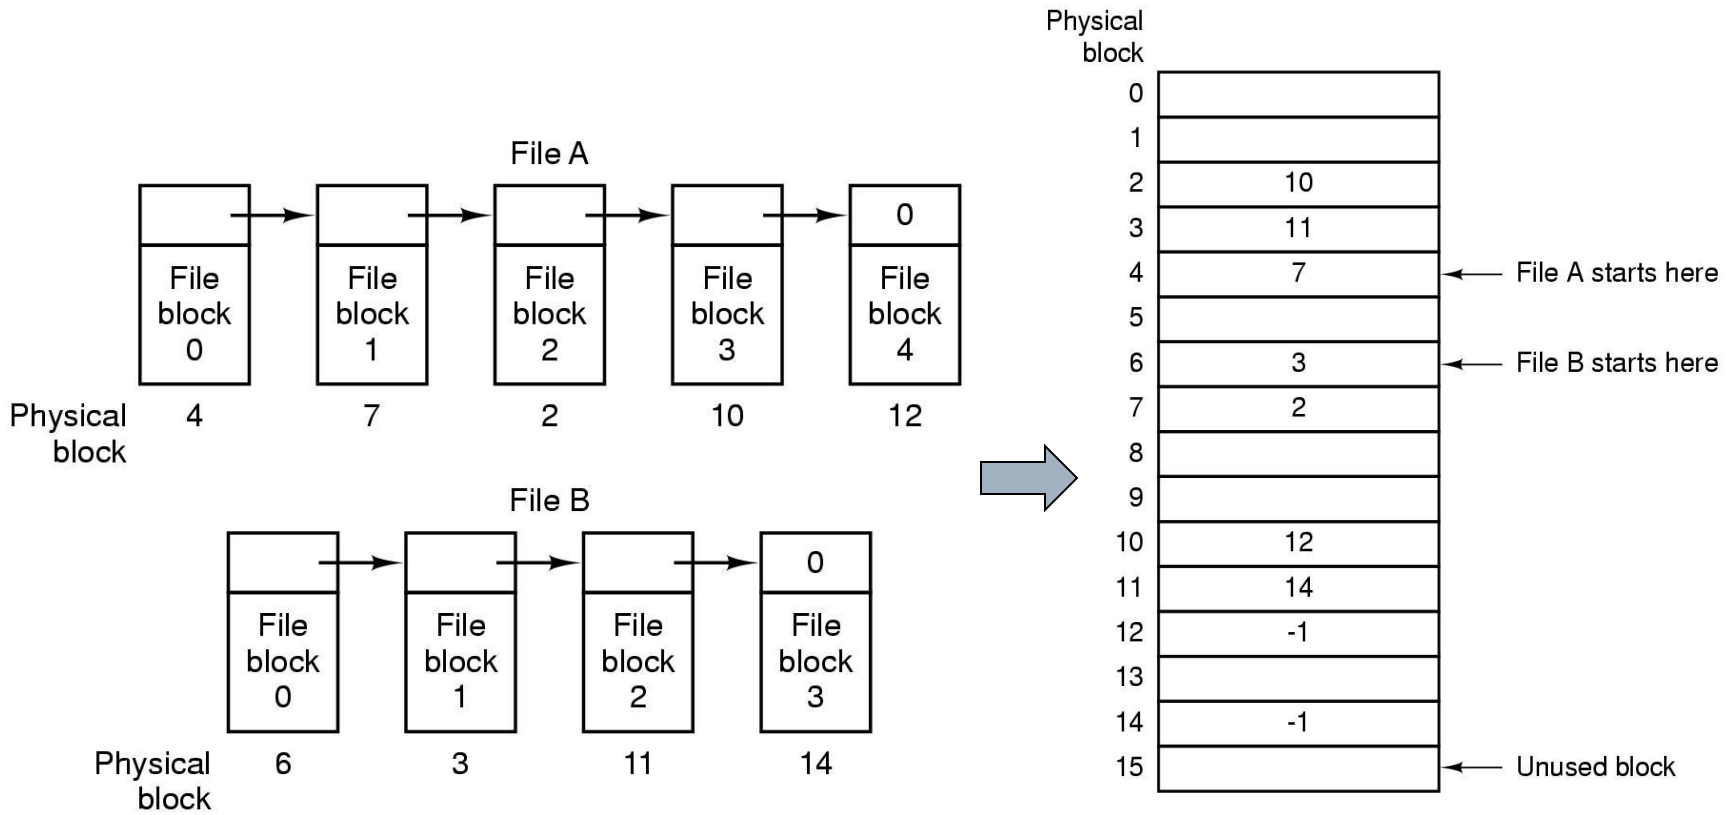 File A
0
File
block
0
File
block
1
File
block
2
File
block
3
File
block
4
Physical
block
4 7 2 10 12
File B
0
File
block
0
File
block
1
File
block
2
File
block
3
Physical
block
6 3 11 14
Physical
block
0
1
2 10
3 11
4 7 File A starts here
5
6 3 File B starts here
7 2
8
9
10 12
11 14
12 -1
13
14 -1
15 Unused block